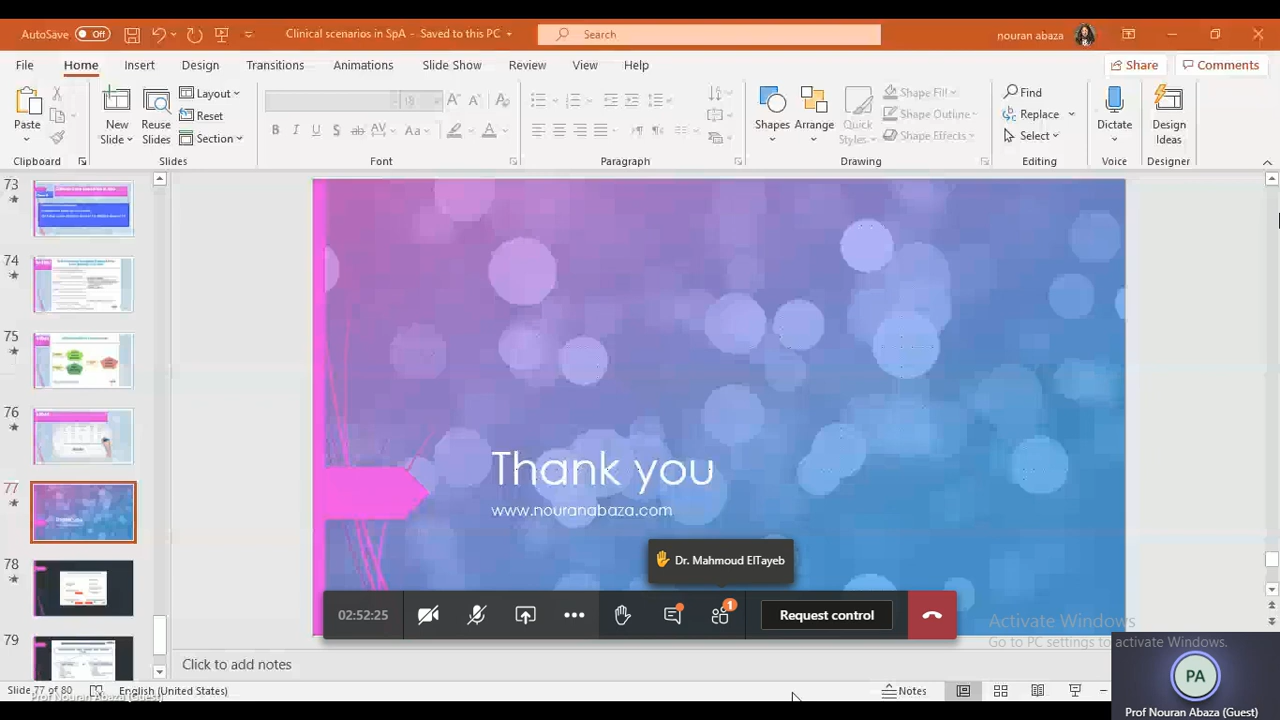 AutoSave Off
Clinical scenarios in SpA - Saved to this PC
Search
nouran abaza
File Home Insert Design Transitions Animations Slide Show Review View Help
Share Comments
Paste
New Slide
Reuse Slides
Layout
Reset
Section
Shapes
Arrange
Quick Styles
Shape Fill
Shape Outline
Shape Effects
Find
Replace
Select
Dictate
Design Ideas
Clipboard Slides Font Paragraph Drawing Editing Voice Designer
73
74
75
76
77
78
79
Thank you
www.nouranabaza.com
Dr. Mahmoud ElTayeb
02:52:25
1
Request control
Activate Windows
Go to PC settings to activate Windows.
Click to add notes
PA
Slide 77 of 80 English (United States)
Notes
Prof Nouran Abaza (Guest)
Prof Nouran Abaza (Guest)